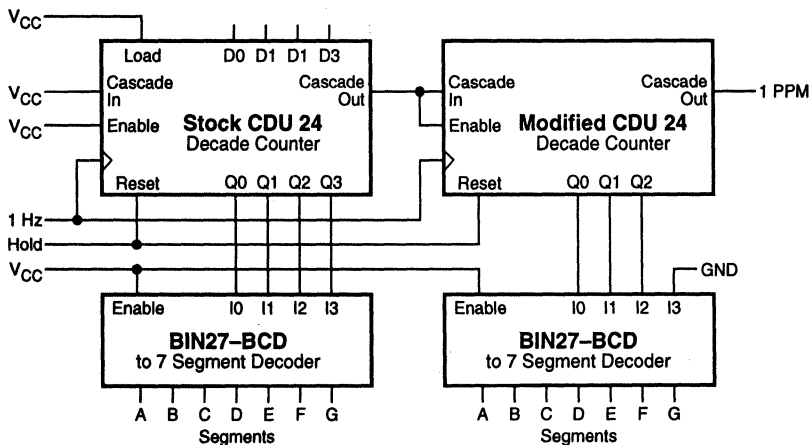 VCC
Load D0 D1 D1 D3
VCC Cascade In Cascade Out Cascade In Cascade Out 1 PPM
VCC Enable Stock CDU 24 Enable Modified CDU 24
Decade Counter Decade Counter
Reset Q0 Q1 Q2 Q3 Reset Q0 Q1 Q2
1 Hz
Hold
VCC GND
Enable I0 I1 I2 I3 Enable I0 I1 I2 I3
BIN27–BCD BIN27–BCD
to 7 Segment Decoder to 7 Segment Decoder
A B C D E F G A B C D E F G
Segments Segments